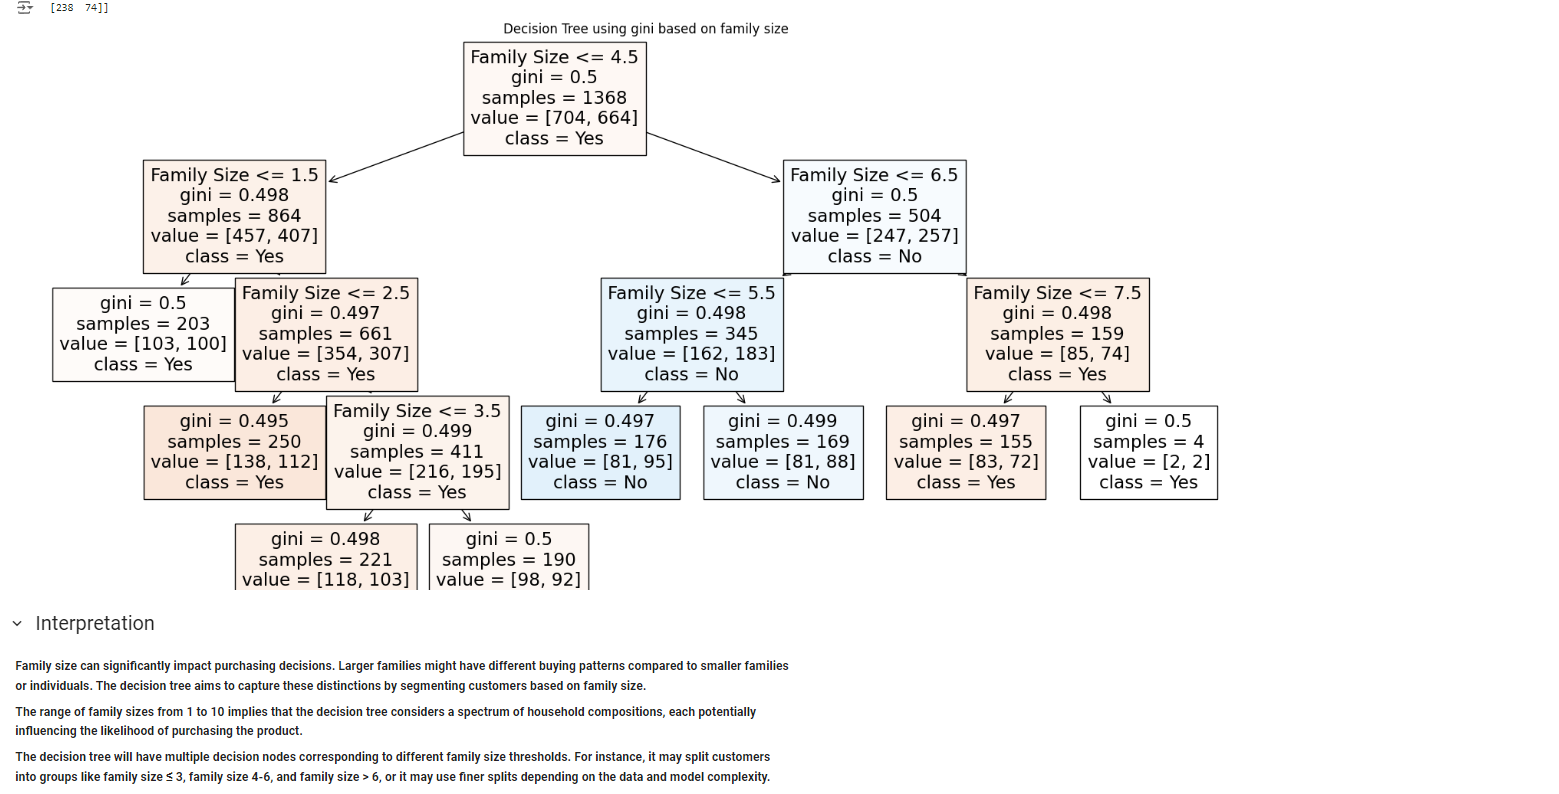 [238 74]]
Decision Tree using gini based on family size
Family Size <= 4.5
gini = 0.5
samples = 1368
value = [704, 664]
class = Yes
Family Size <= 1.5
gini = 0.498
samples = 864
value = [457, 407]
class = Yes
Family Size <= 6.5
gini = 0.5
samples = 504
value = [247, 257]
class = No
gini = 0.5
samples = 203
value = [103, 100]
class = Yes
Family Size <= 2.5
gini = 0.497
samples = 661
value = [354, 307]
class = Yes
Family Size <= 5.5
gini = 0.498
samples = 345
value = [162, 183]
class = No
Family Size <= 7.5
gini = 0.498
samples = 159
value = [85, 74]
class = Yes
gini = 0.495
samples = 250
value = [138, 112]
class = Yes
Family Size <= 3.5
gini = 0.499
samples = 411
value = [216, 195]
class = Yes
gini = 0.497
samples = 176
value = [81, 95]
class = No
gini = 0.499
samples = 169
value = [81, 88]
class = No
gini = 0.497
samples = 155
value = [83, 72]
class = Yes
gini = 0.5
samples = 4
value = [2, 2]
class = Yes
gini = 0.498
samples = 221
value = [118, 103]
gini = 0.5
samples = 190
value = [98, 92]
Interpretation
Family size can significantly impact purchasing decisions. Larger families might have different buying patterns compared to smaller families
or individuals. The decision tree aims to capture these distinctions by segmenting customers based on family size.
The range of family sizes from 1 to 10 implies that the decision tree considers a spectrum of household compositions, each potentially
influencing the likelihood of purchasing the product.
The decision tree will have multiple decision nodes corresponding to different family size thresholds. For instance, it may split customers
into groups like family size ≤ 3, family size 4-6, and family size > 6, or it may use finer splits depending on the data and model complexity.